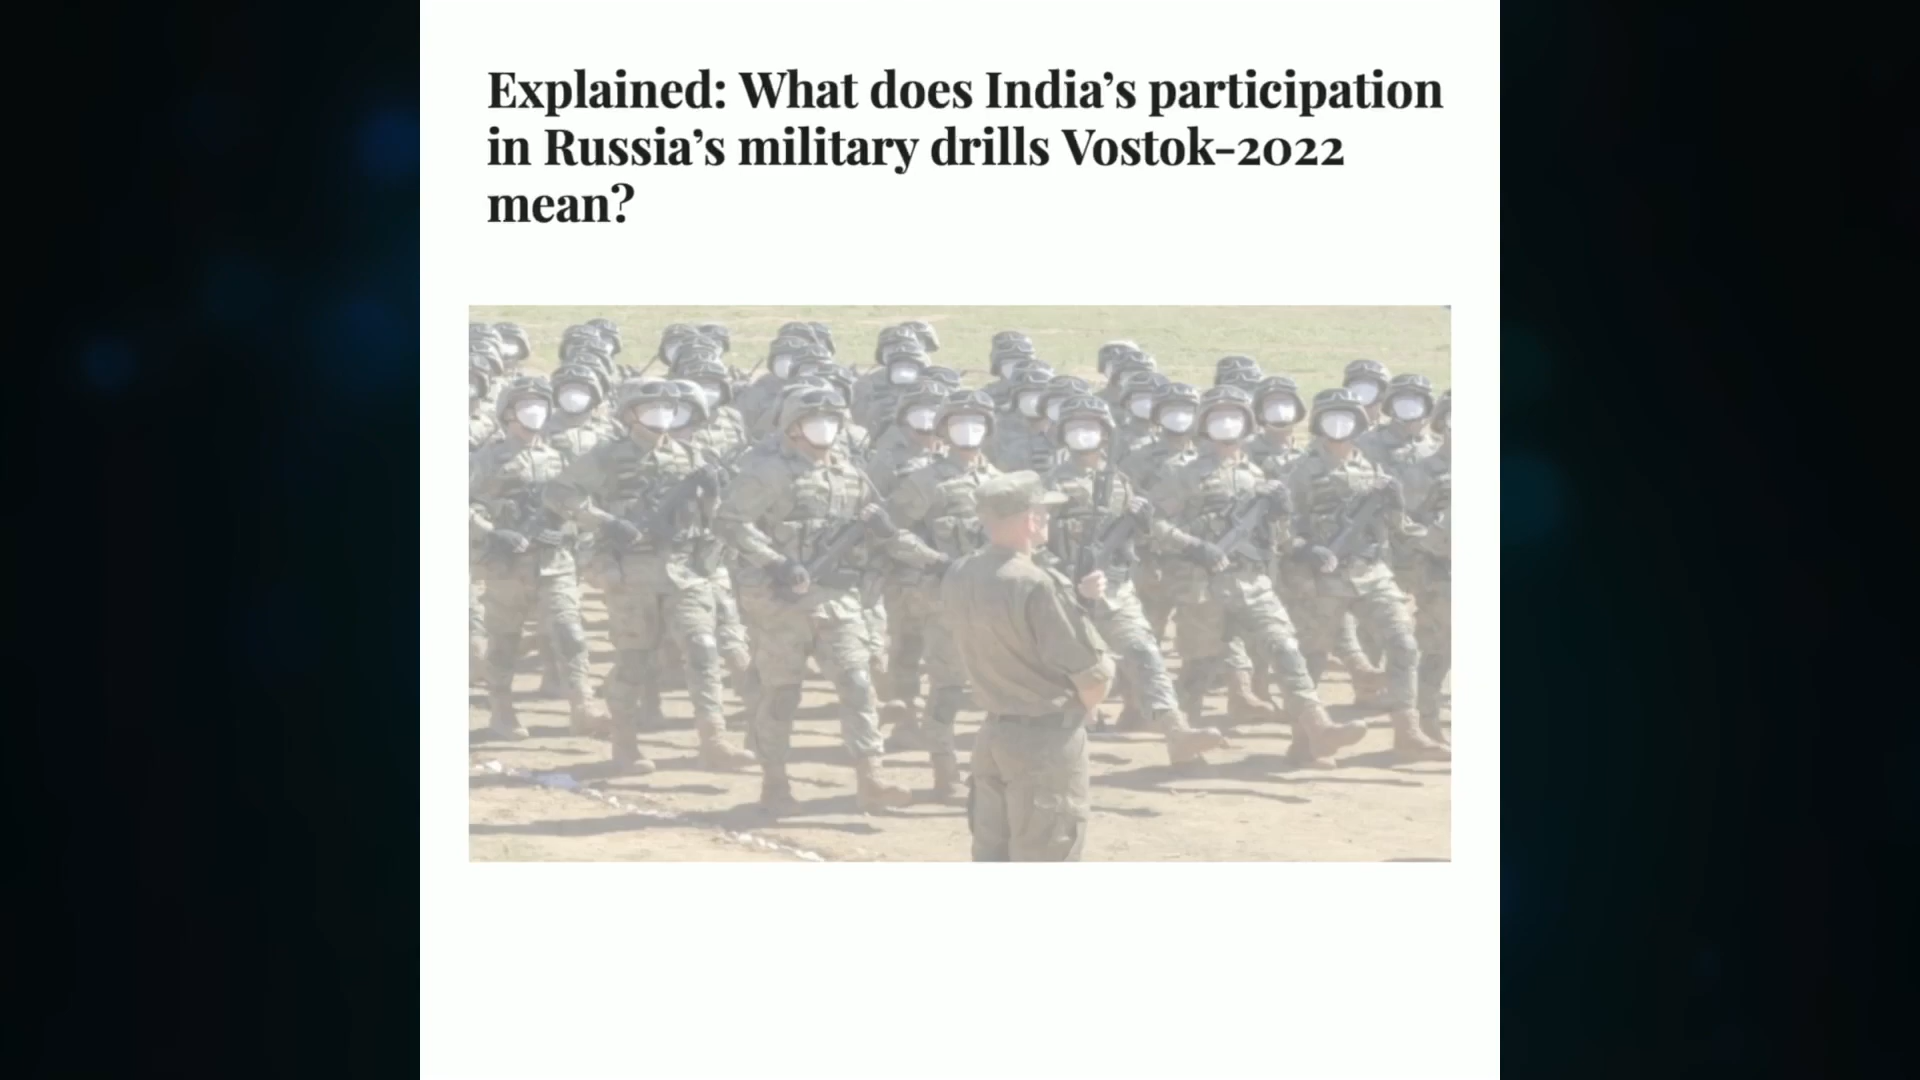 Explained: What does India’s participation
in Russia’s military drills Vostok-2022
mean?